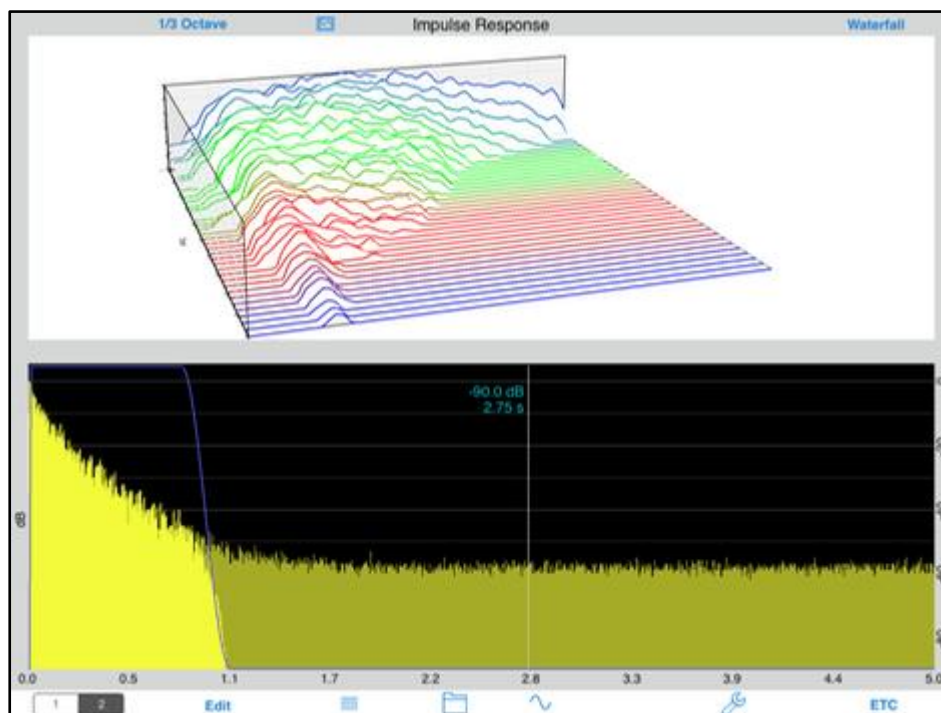 1/3 Octave Impulse Response Waterfall
-90.0 dB
2.75 s
dB
0.0 0.5 1.1 1.7 2.2 2.8 3.3 3.9 4.4 5.0
1 2 Edit ETC